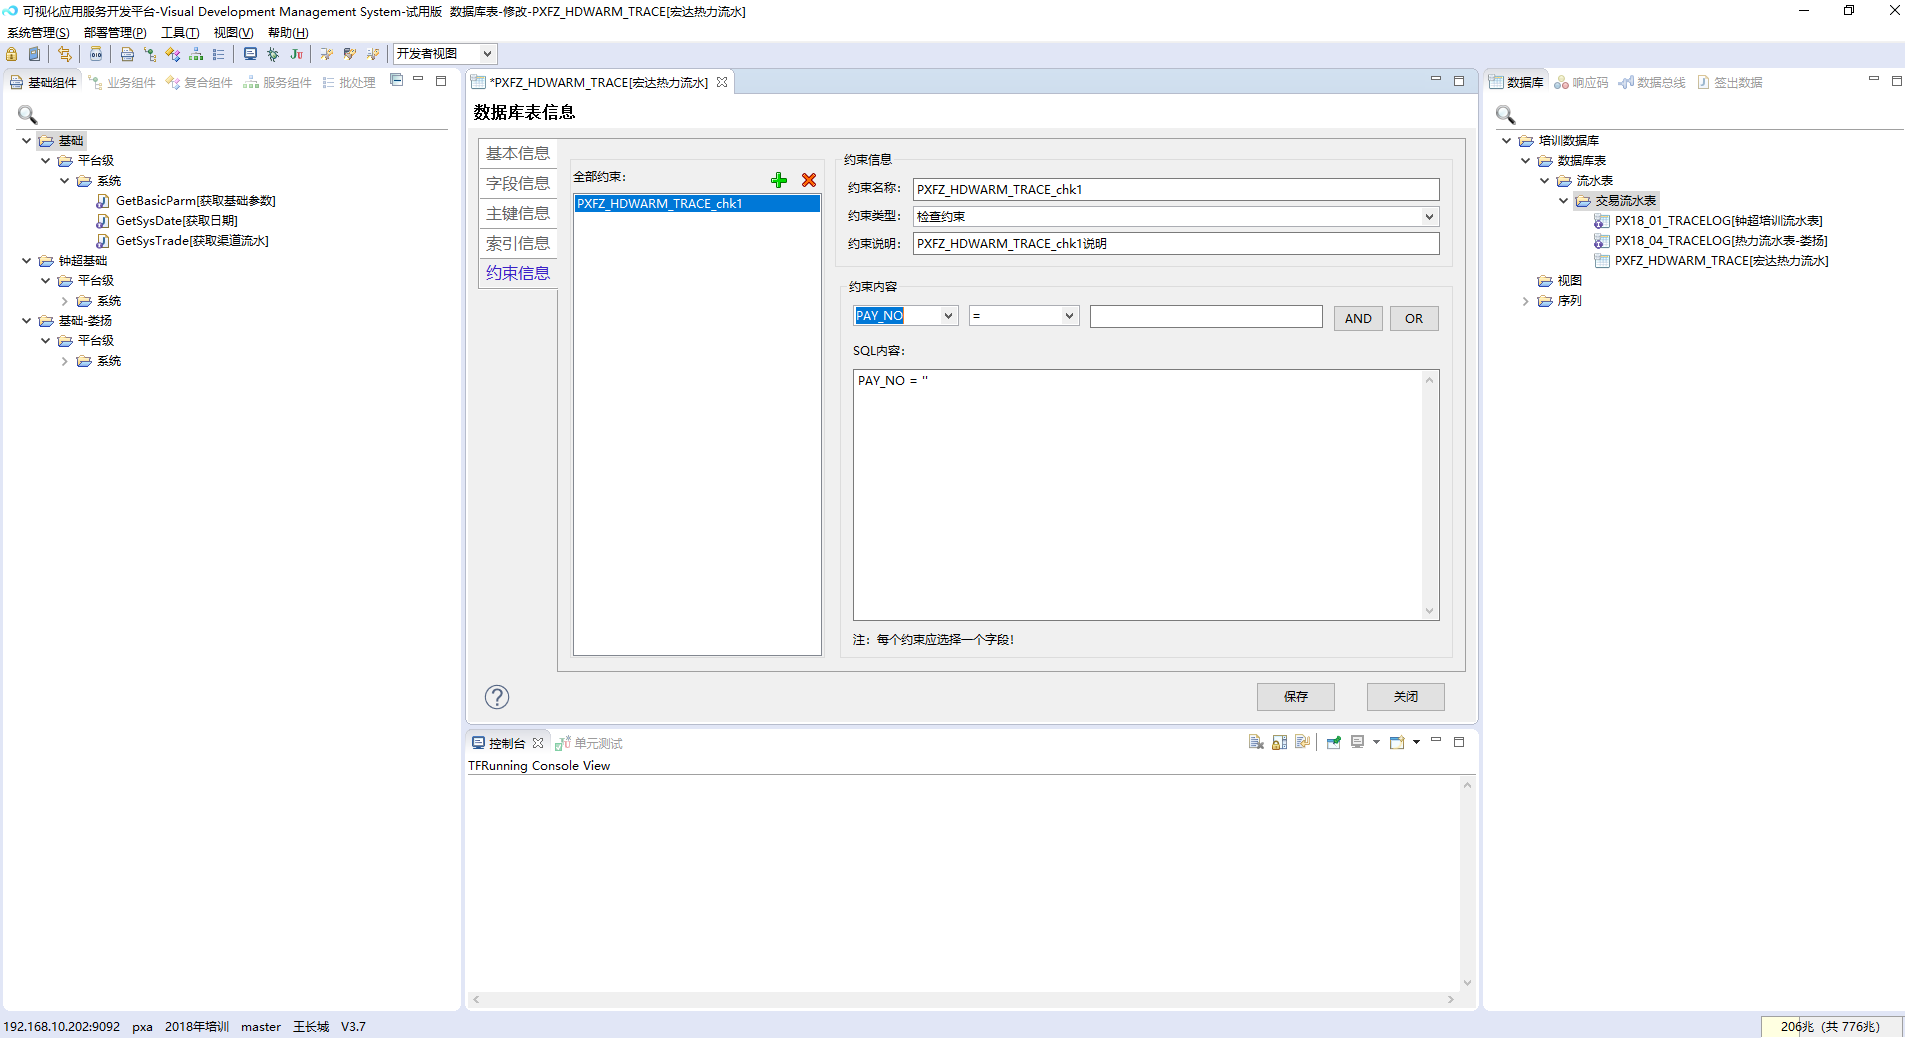 可视化应用服务开发平台-Visual Development Management System-试用版 数据库表-修改-PXFZ_HDWARM_TRACE[宏达热力流水]
系统管理(S) 部署管理(P) 工具(T) 视图(V) 帮助(H)
开发者视图
基础组件 业务组件 复合组件 服务组件 批处理
基础
平台级
系统
GetBasicParm[获取基础参数]
GetSysDate[获取日期]
GetSysTrade[获取渠道流水]
钟超基础
平台级
系统
基础-娄扬
平台级
系统
*PXFZ_HDWARM_TRACE[宏达热力流水]
数据库表信息
基本信息
字段信息
主键信息
索引信息
约束信息
全部约束:
PXFZ_HDWARM_TRACE_chk1
约束信息
约束名称: PXFZ_HDWARM_TRACE_chk1
约束类型: 检查约束
约束说明: PXFZ_HDWARM_TRACE_chk1说明
约束内容
PAY_NO = AND OR
SQL内容:
PAY_NO = ''
注：每个约束应选择一个字段!
保存 关闭
控制台 单元测试
TFRunning Console View
数据库 响应码 数据总线 签出数据
培训数据库
数据库表
流水表
交易流水表
PX18_01_TRACELOG[钟超培训流水表]
PX18_04_TRACELOG[热力流水表-娄扬]
PXFZ_HDWARM_TRACE[宏达热力流水]
视图
序列
192.168.10.202:9092 pxa 2018年培训 master 王长城 V3.7
206兆 (共 776兆)